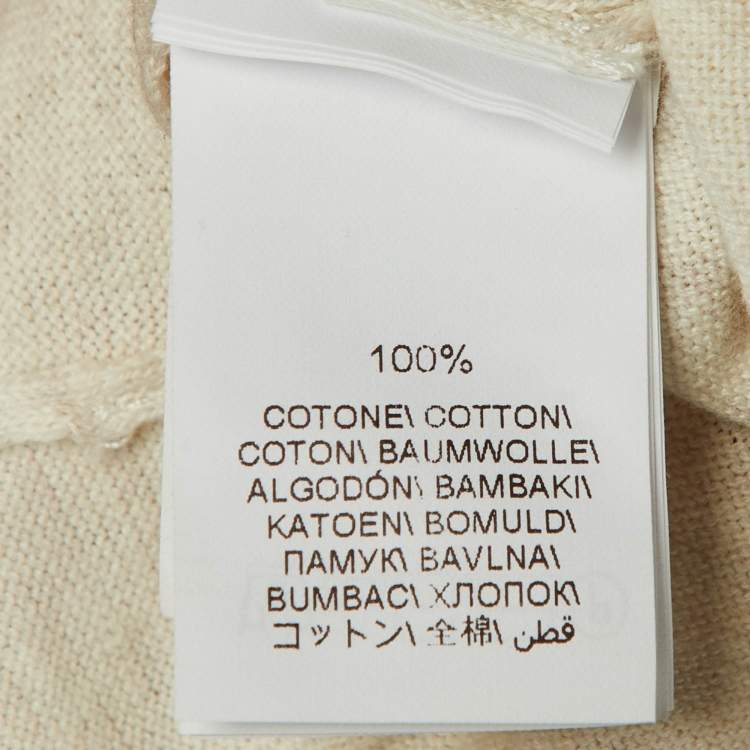 100%
COTONE\ COTTON\
COTON\ BAUMWOLLE\
ALGODÓN\ BAMBAKI\
KATOEN\ BOMULD\
ПАМУК\ BAVLNA\
BUMBAC\ ХЛОПОК\
コットン\ 全棉\ قطن